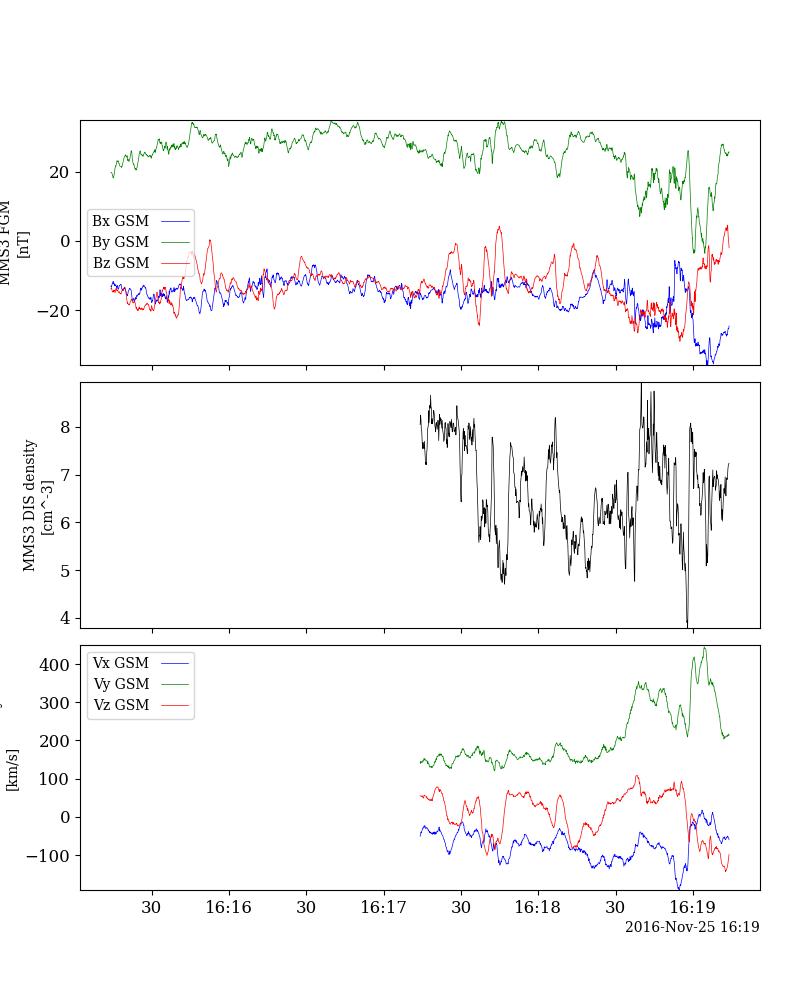 MMS3 FGM
[nT]
20
0
−20
Bx GSM
By GSM
Bz GSM
MMS3 DIS density
[cm^-3]
8
7
6
5
4
[km/s]
400
300
200
100
0
−100
Vx GSM
Vy GSM
Vz GSM
30
16:16
30
16:17
30
16:18
30
16:19
2016-Nov-25 16:19